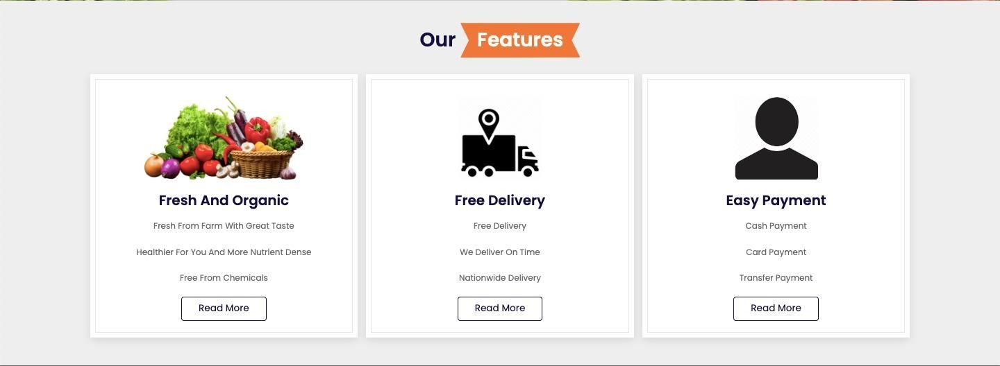 Our Features
Fresh And Organic
Fresh From Farm With Great Taste
Healthier For You And More Nutrient Dense
Free From Chemicals
Read More
Free Delivery
Free Delivery
We Deliver On Time
Nationwide Delivery
Read More
Easy Payment
Cash Payment
Card Payment
Transfer Payment
Read More